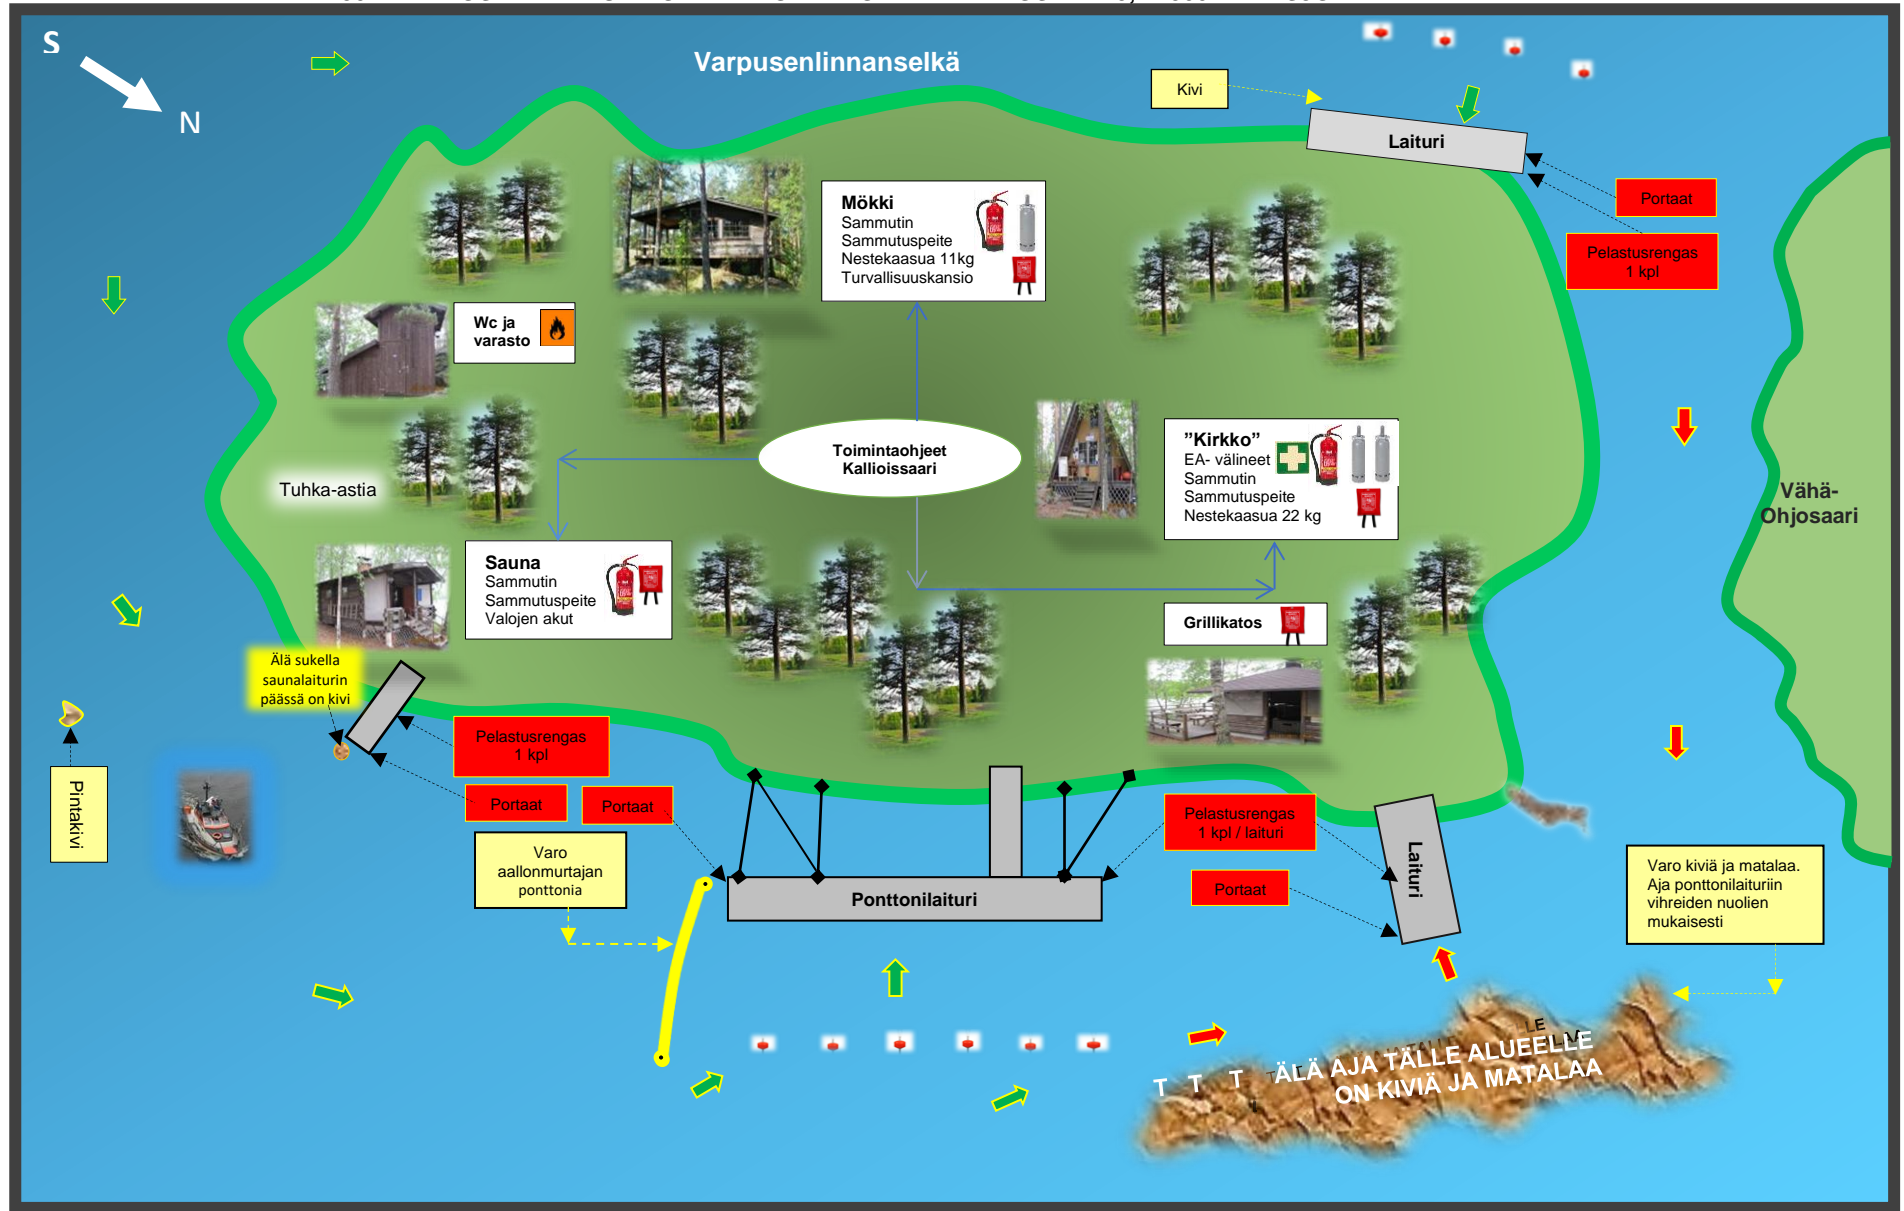 S
N
Varpusenlinnanselkä
Kivi
Laituri
Portaat
Pelastusrengas
1 kpl
Mökki
Sammutin
Sammutuspeite
Nestekaasua 11kg
Turvallisuuskansio
Wc ja
varasto
Toimintaohjeet
Kallioissaari
"Kirkko"
EA- välineet
Sammutin
Sammutuspeite
Nestekaasua 22 kg
Vähä-
Ohjosaari
Tuhka-astia
Sauna
Sammutin
Sammutuspeite
Valojen akut
Grillikatos
Älä sukella
saunalaiturin
päässä on kivi
Pintakivi
Pelastusrengas
1 kpl
Portaat
Portaat
Varo
aallonmurtajan
ponttonia
Ponttonilaituri
Pelastusrengas
1 kpl / laituri
Portaat
Laituri
Varo kiviä ja matalaa.
Aja ponttonilaituriin
vihreiden nuolien
mukaisesti
T T T ÄLÄ AJA TÄLLE ALUEELLE
ON KIVIÄ JA MATALAA